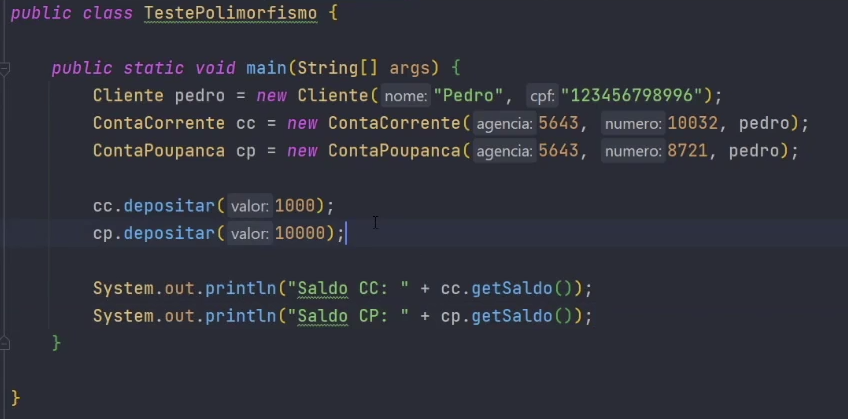 public class TestePolimorfismo {
public static void main(String[] args) {
Cliente pedro = new Cliente( nome: "Pedro", cpf: "123456798996");
ContaCorrente cc = new ContaCorrente( agencia: 5643, numero: 10032, pedro);
ContaPoupanca cp = new ContaPoupanca( agencia: 5643, numero: 8721, pedro);
cc.depositar( valor: 1000);
cp.depositar( valor: 10000);
System.out.println("Saldo CC: " + cc.getSaldo());
System.out.println("Saldo CP: " + cp.getSaldo());
}
}